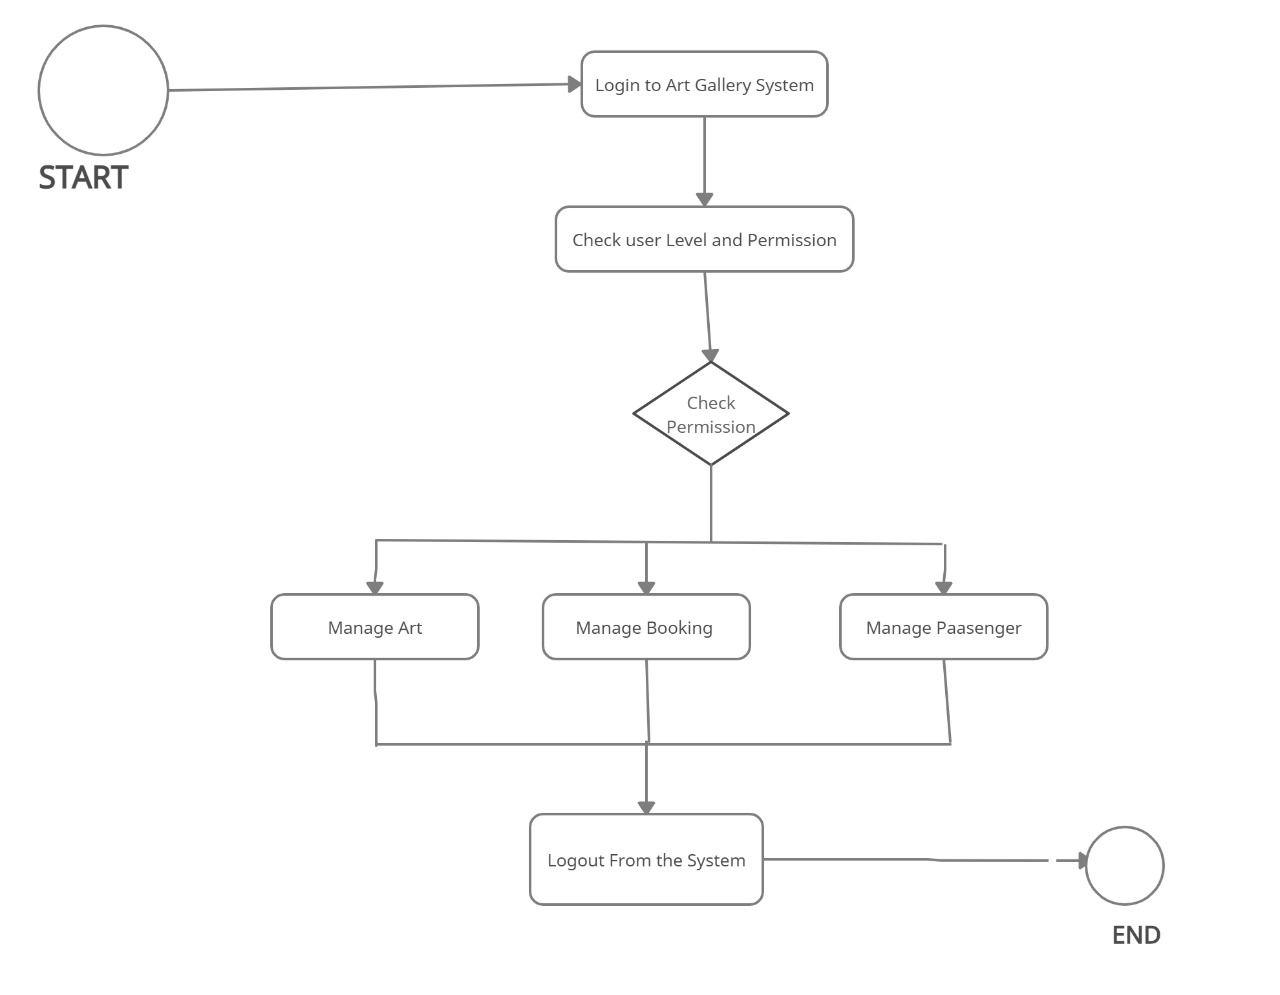 START
Login to Art Gallery System
Check user Level and Permission
Check
Permission
Manage Art
Manage Booking
Manage Paasenger
Logout From the System
END